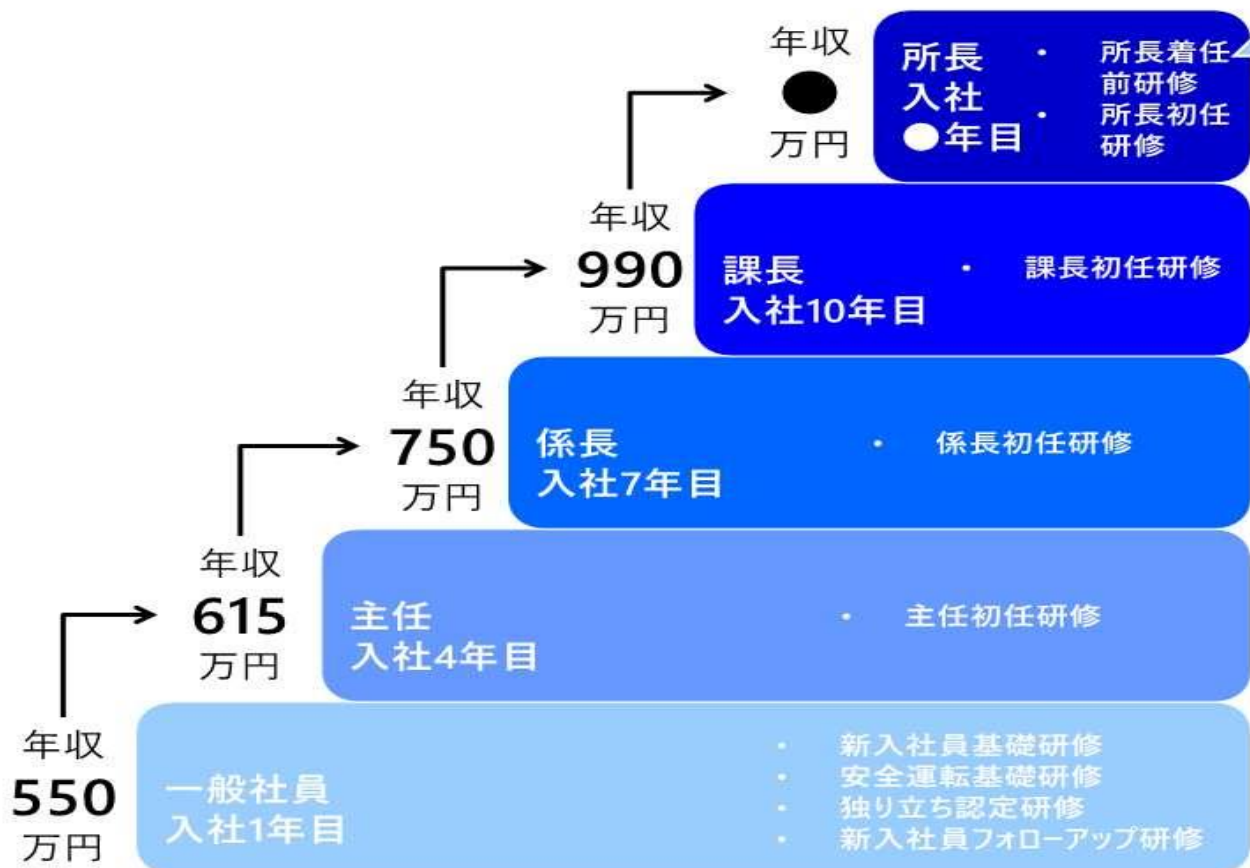 年収
●
万円
所長
入社
●年目
・ 所長着任
前研修
・ 所長初任
研修
年収
990
万円
課長
入社10年目
・ 課長初任研修
年収
750
万円
係長
入社7年目
・ 係長初任研修
年収
615
万円
主任
入社4年目
・ 主任初任研修
年収
550
万円
一般社員
入社1年目
・ 新入社員基礎研修
・ 安全運転基礎研修
・ 独り立ち認定研修
・ 新入社員フォローアップ研修